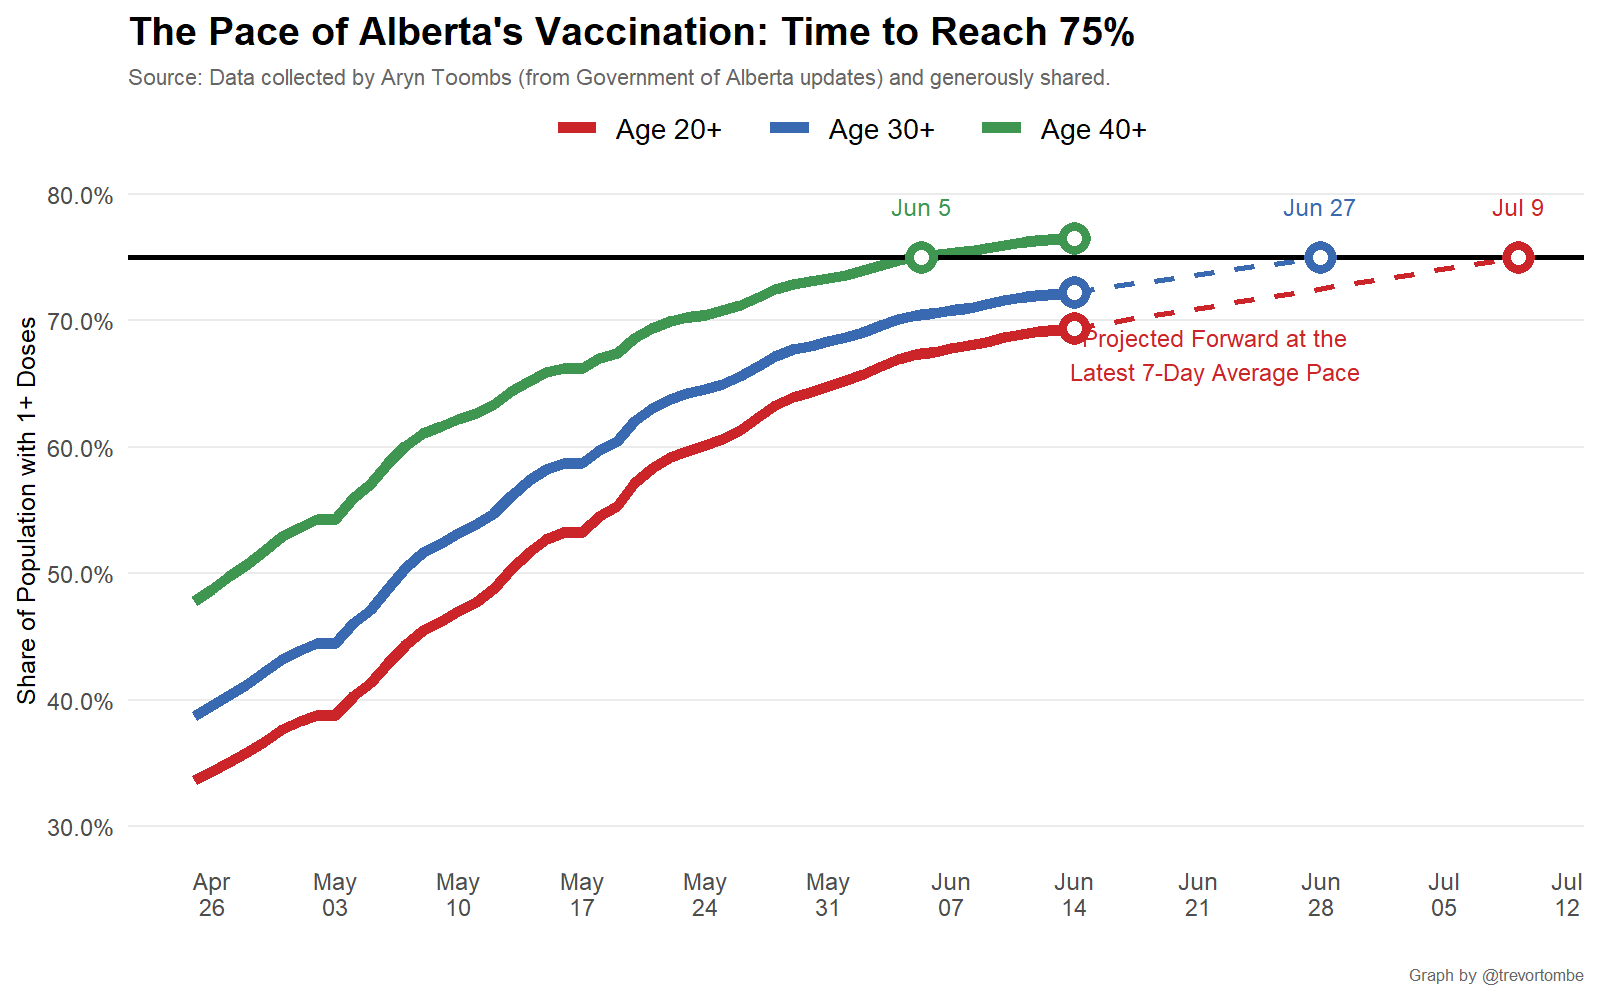 The Pace of Alberta's Vaccination: Time to Reach 75%
Source: Data collected by Aryn Toombs (from Government of Alberta updates) and generously shared.
Age 20+ Age 30+ Age 40+
80.0%
Jun 5 Jun 27 Jul 9
70.0%
Projected Forward at the
Latest 7-Day Average Pace
60.0%
50.0%
40.0%
30.0%
Share of Population with 1+ Doses
Apr May May May May May Jun Jun Jun Jun Jul Jul
26 03 10 17 24 31 07 14 21 28 05 12
Graph by @trevortombe